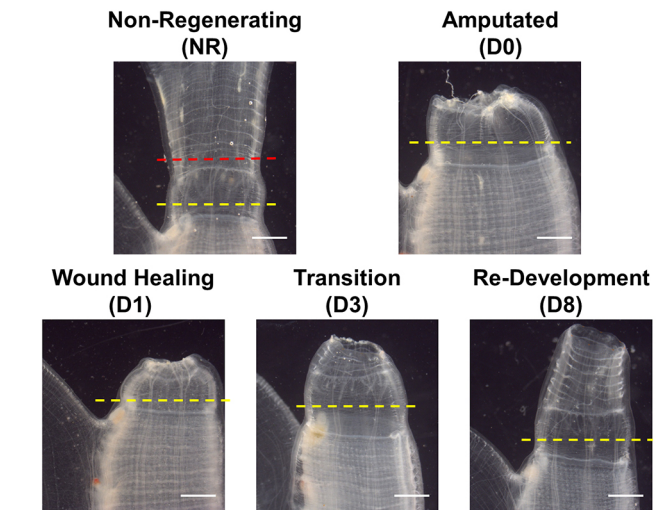 Non-Regenerating
(NR)
Amputated
(D0)
Wound Healing
(D1)
Transition
(D3)
Re-Development
(D8)